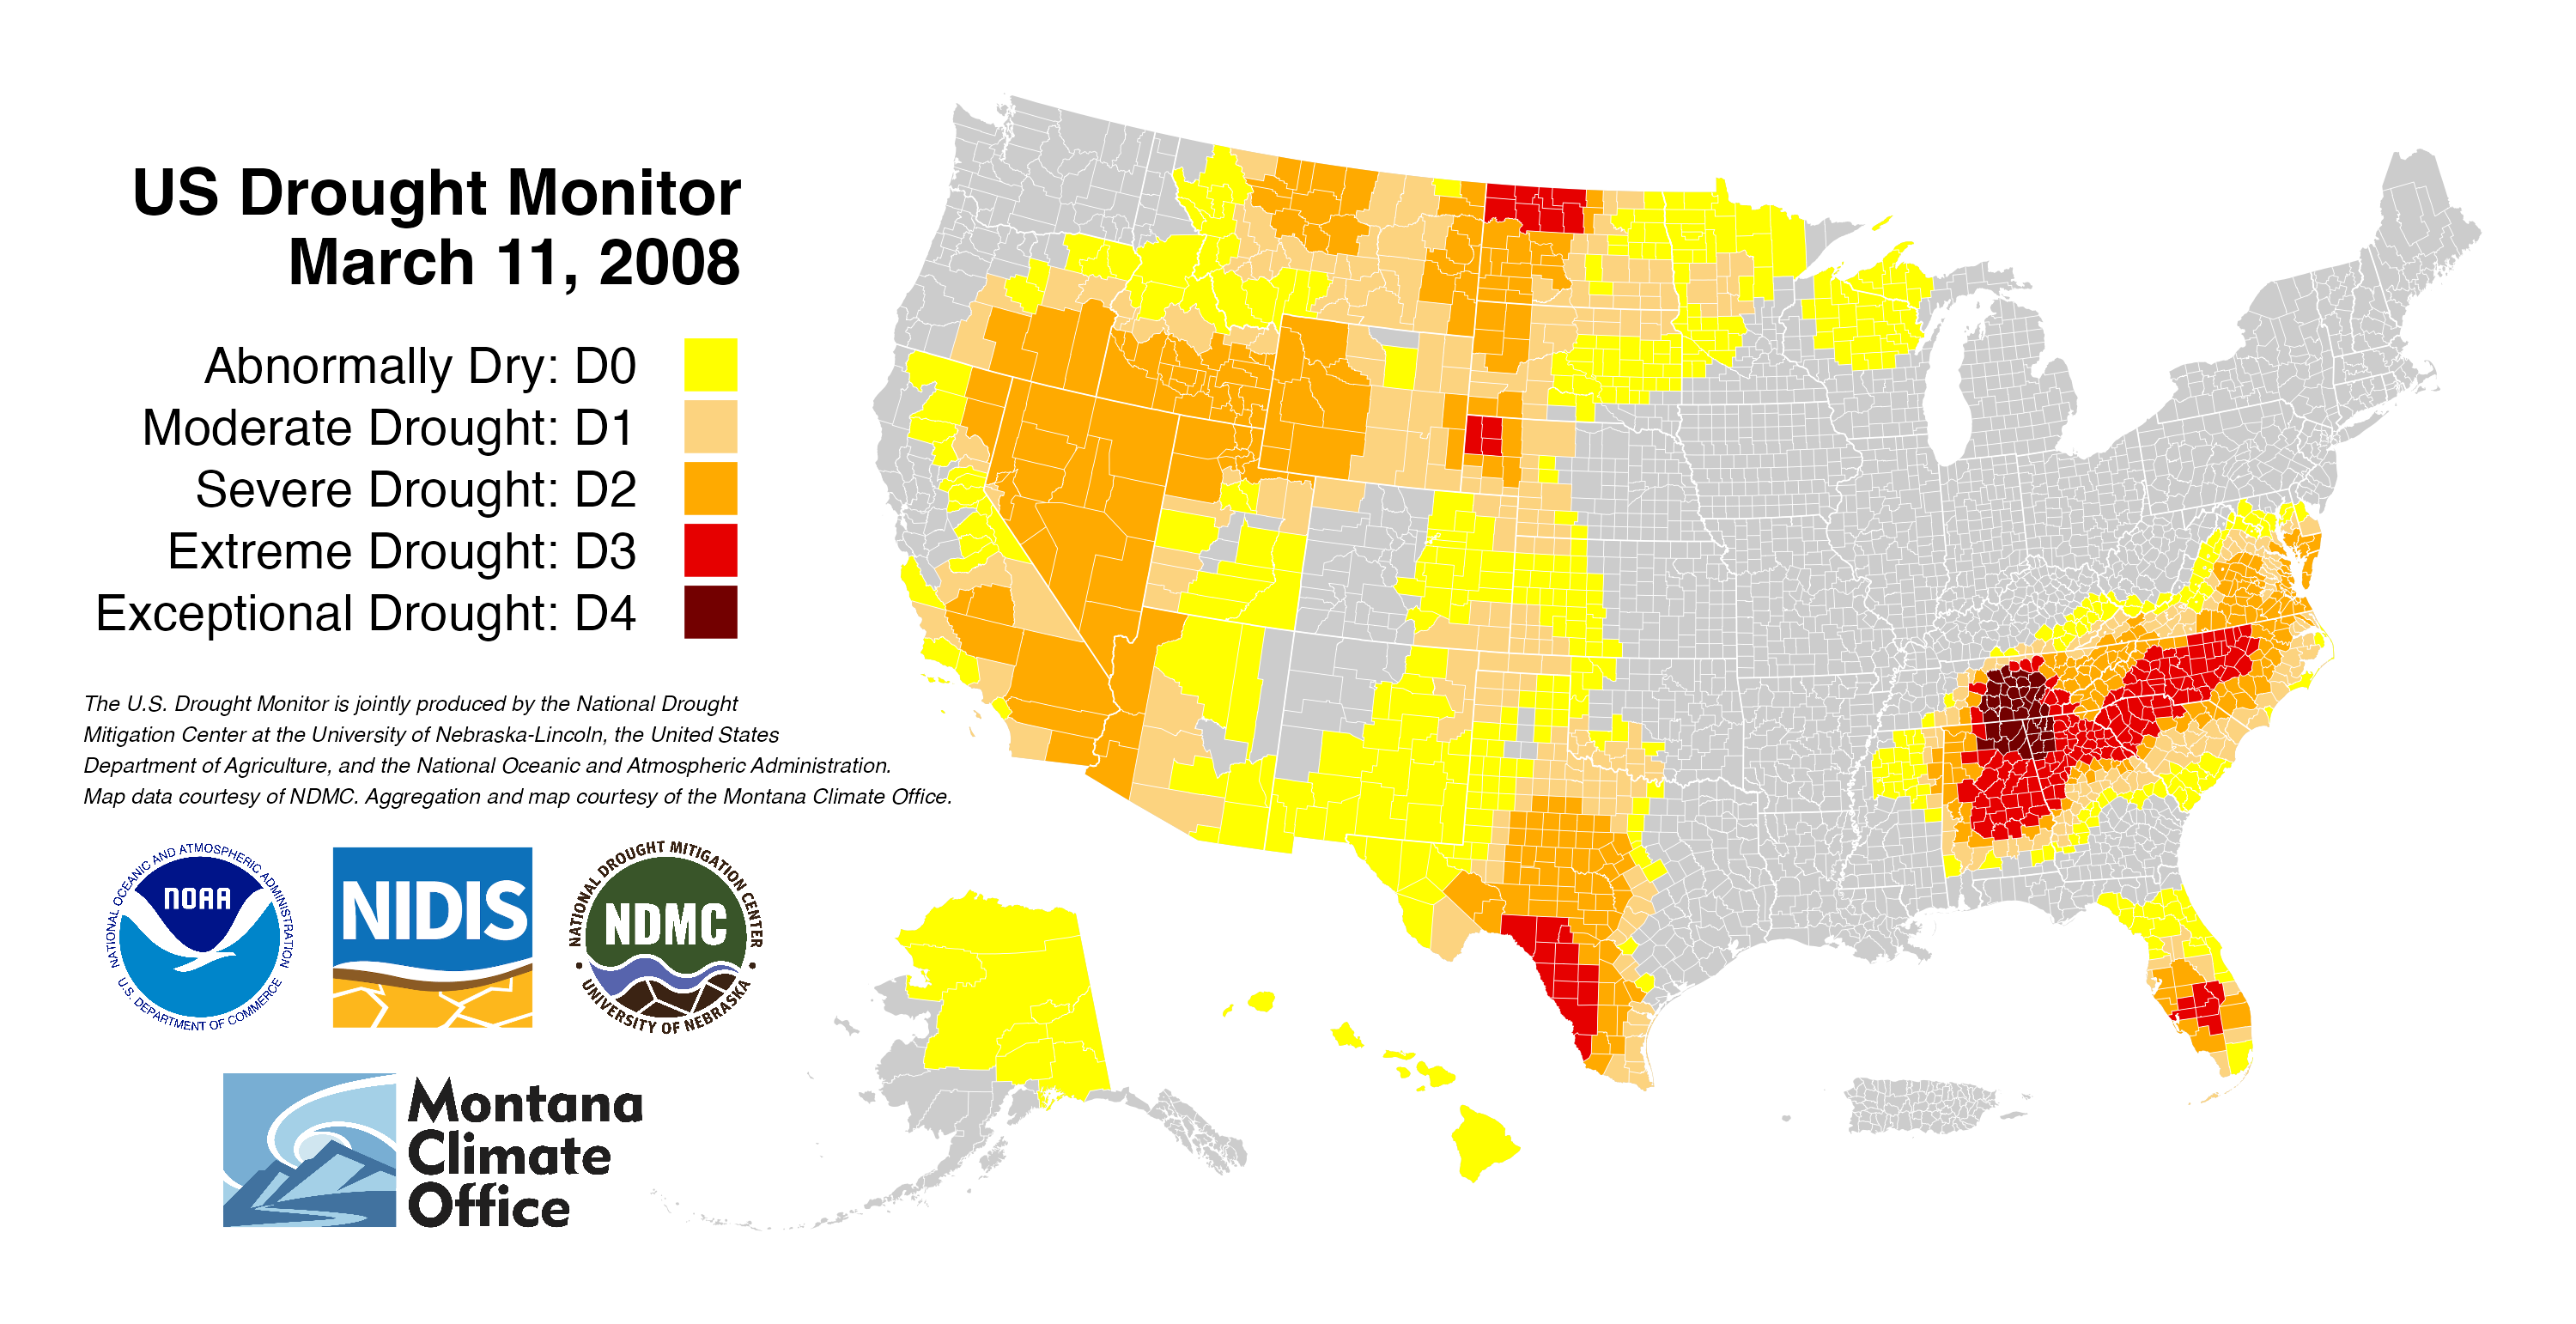 US Drought Monitor
March 11, 2008
Abnormally Dry: D0
Moderate Drought: D1
Severe Drought: D2
Extreme Drought: D3
Exceptional Drought: D4
The U.S. Drought Monitor is jointly produced by the National Drought
Mitigation Center at the University of Nebraska-Lincoln, the United States
Department of Agriculture, and the National Oceanic and Atmospheric Administration.
Map data courtesy of NDMC. Aggregation and map courtesy of the Montana Climate Office.
NATIONAL OCEANIC AND ATMOSPHERIC ADMINISTRATION
NOAA
U.S. DEPARTMENT OF COMMERCE
NIDIS
NATIONAL DROUGHT MITIGATION CENTER
NDMC
UNIVERSITY OF NEBRASKA
Montana
Climate
Office